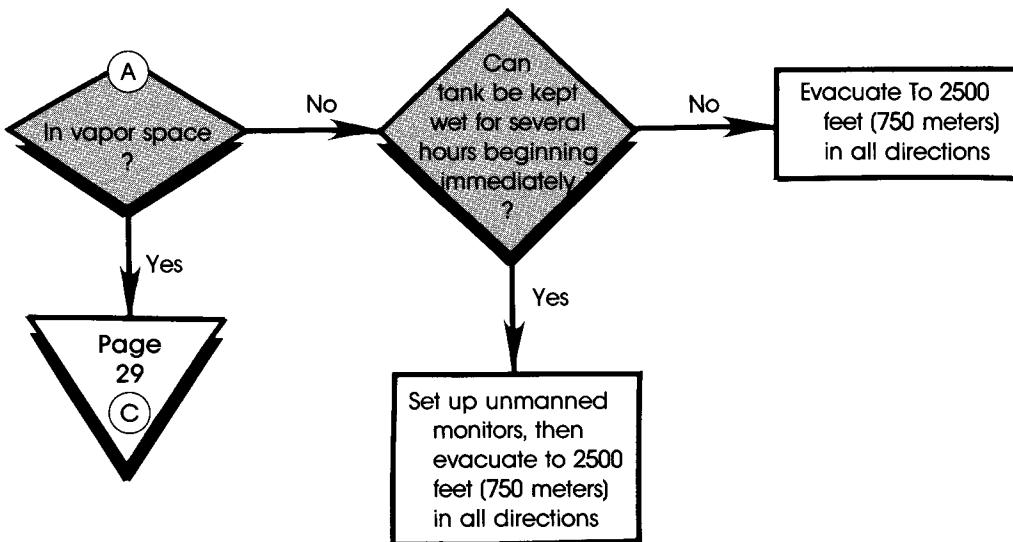 A
In vapor space
?
No
Can
tank be kept
wet for several
hours beginning
immediately
?
No
Evacuate To 2500
feet (750 meters)
in all directions
Yes
Page
29
C
Yes
Set up unmanned
monitors, then
evacuate to 2500
feet (750 meters)
in all directions